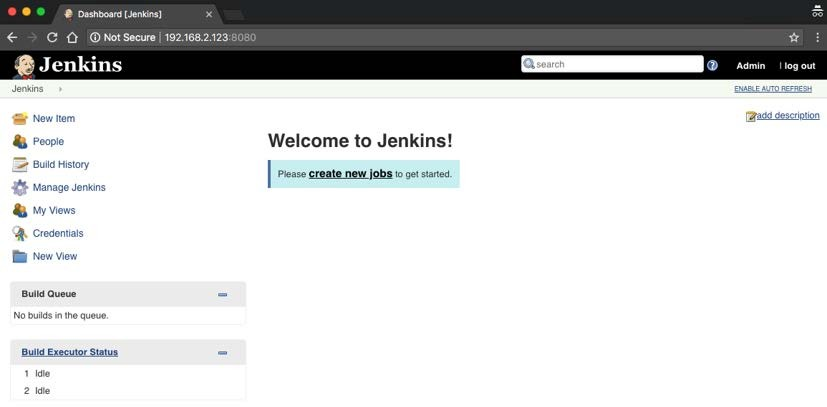 Dashboard [Jenkins]
Not Secure | 192.168.2.123:8080
Jenkins
search
Admin
| log out
Jenkins
ENABLE AUTO REFRESH
New Item
People
Build History
Manage Jenkins
My Views
Credentials
New View
add description
Welcome to Jenkins!
Please create new jobs to get started.
Build Queue
No builds in the queue.
Build Executor Status
1 Idle
2 Idle